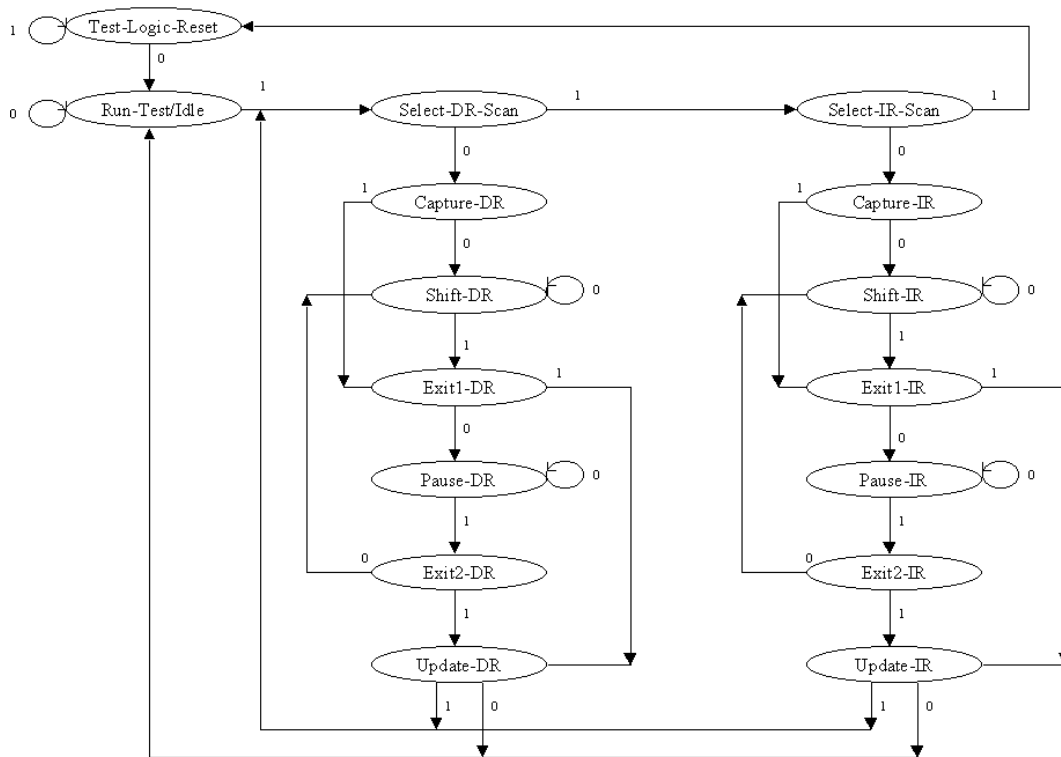 1
Test-Logic-Reset
0
0
Run-Test/Idle
1
Select-DR-Scan
1
Select-IR-Scan
1
0
0
1
Capture-DR
1
Capture-IR
0
0
Shift-DR
0
Shift-IR
0
1
1
Exit1-DR
1
Exit1-IR
1
0
0
Pause-DR
0
Pause-IR
0
1
1
0
Exit2-DR
0
Exit2-IR
1
1
Update-DR
Update-IR
1
0
1
0